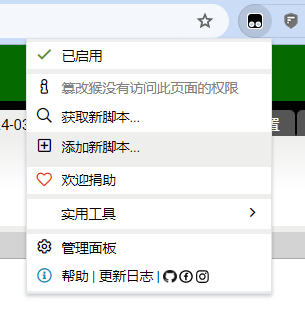 已启用
篡改猴没有访问此页面的权限
获取新脚本...
24-03
置
添加新脚本...
欢迎捐助
实用工具
管理面板
帮助 | 更新日志 |